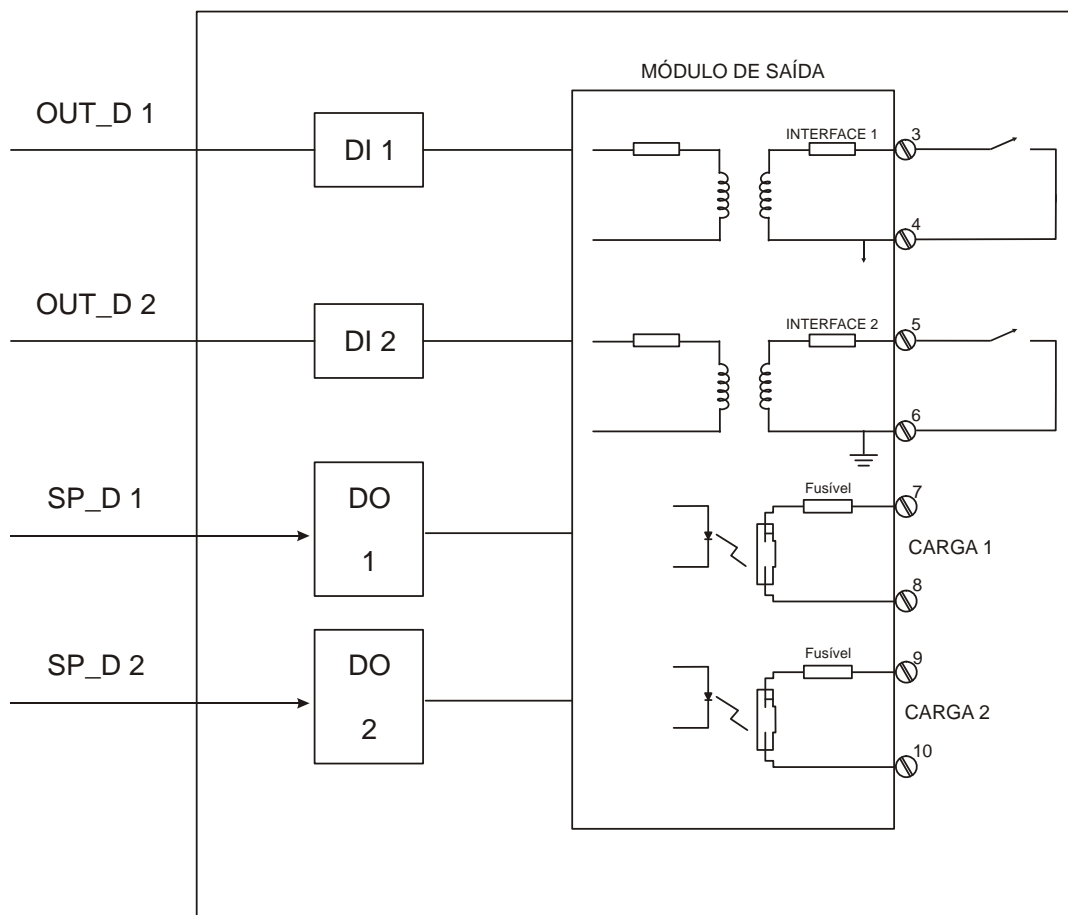 MÓDULO DE SAÍDA
OUT_D 1
DI 1
INTERFACE 1
3
4
OUT_D 2
DI 2
INTERFACE 2
5
6
SP_D 1
DO
1
Fusível
7
CARGA 1
8
SP_D 2
DO
2
Fusível
9
CARGA 2
10